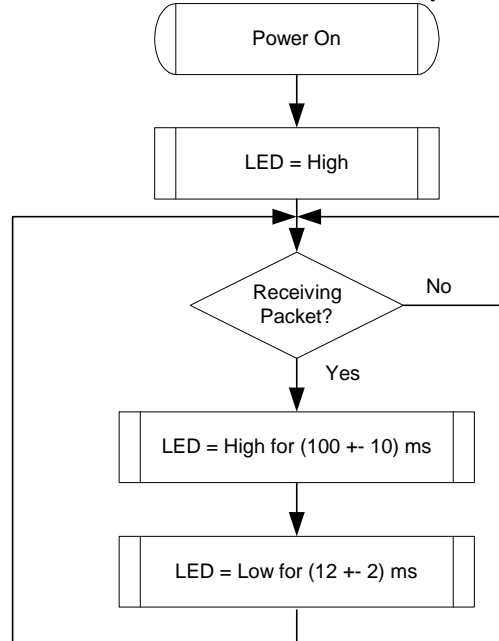 Power On
LED = High
Receiving
Packet?
No
Yes
LED = High for (100 +- 10) ms
LED = Low for (12 +- 2) ms